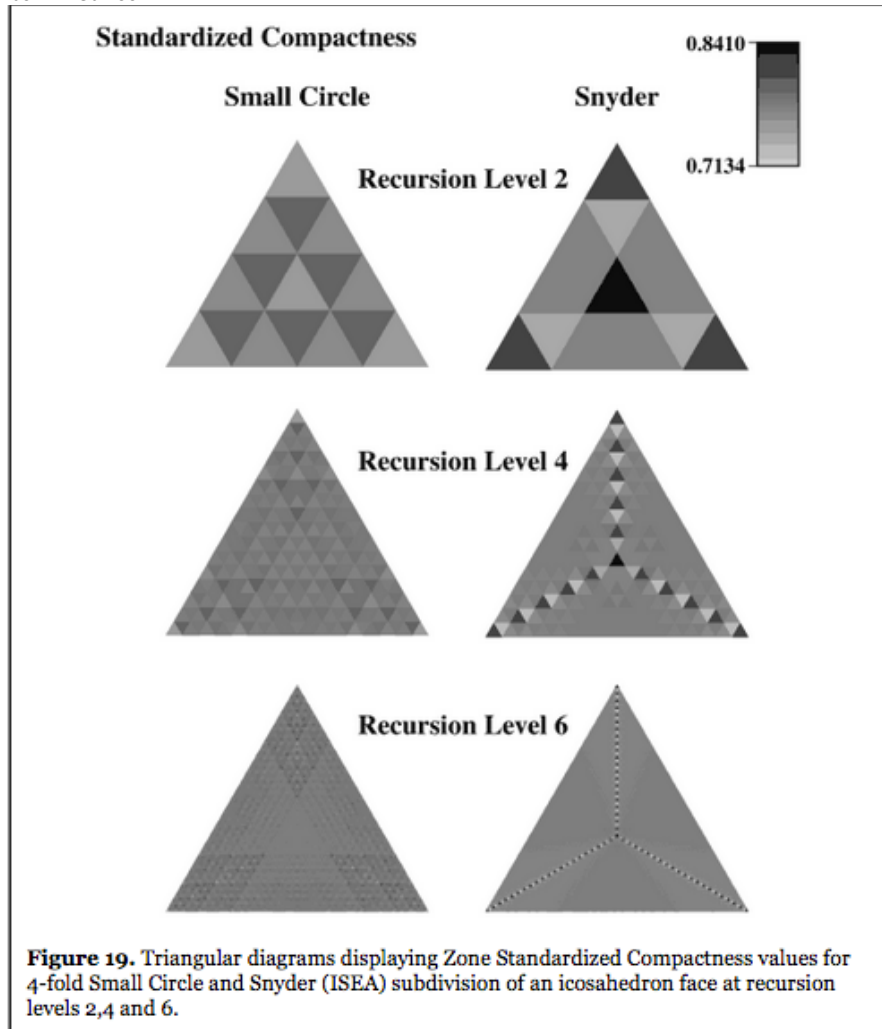 Standardized Compactness
0.8410
Small Circle
Snyder
0.7134
Recursion Level 2
Recursion Level 4
Recursion Level 6
Figure 19. Triangular diagrams displaying Zone Standardized Compactness values for
4-fold Small Circle and Snyder (ISEA) subdivision of an icosahedron face at recursion
levels 2,4 and 6.